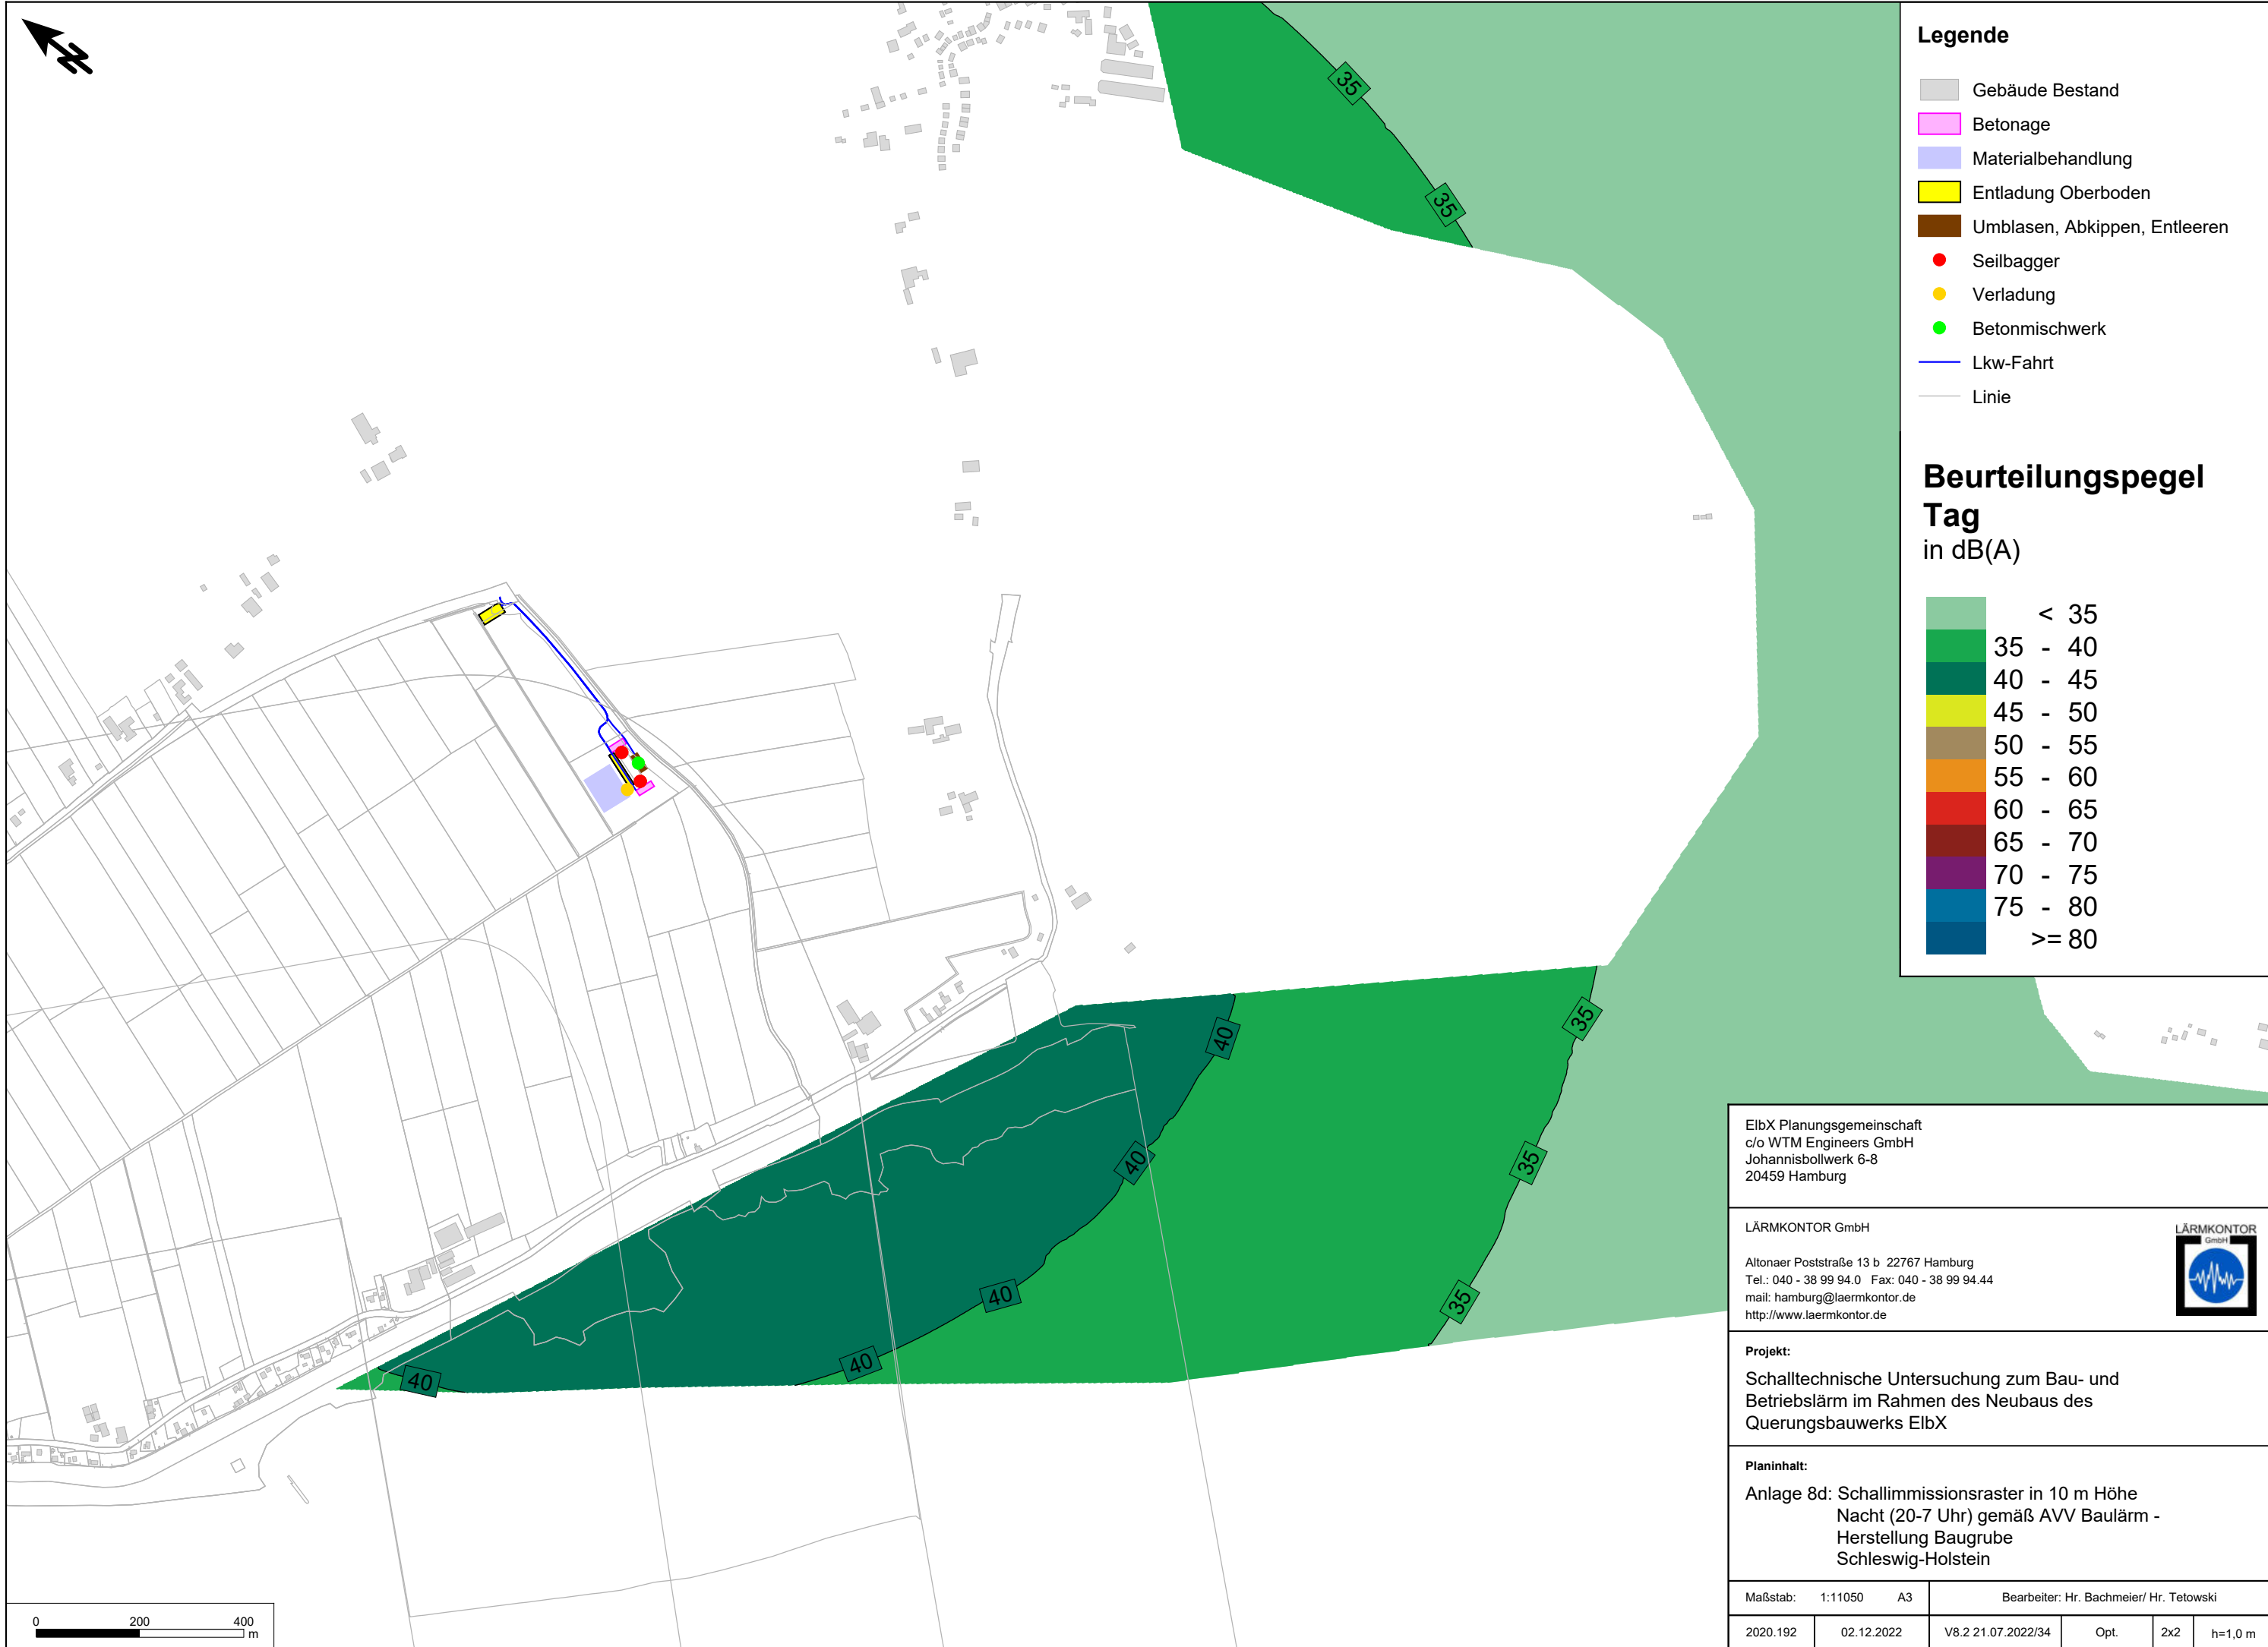 N
35
35
40
40
40
40
40
35
35
35
0 200 400
m
Legende
Gebäude Bestand
Betonage
Materialbehandlung
Entladung Oberboden
Umblasen, Abkippen, Entleeren
Seilbagger
Verladung
Betonmischwerk
Lkw-Fahrt
Linie
Beurteilungspegel
Tag
in dB(A)
< 35
35 - 40
40 - 45
45 - 50
50 - 55
55 - 60
60 - 65
65 - 70
70 - 75
75 - 80
>= 80
ElbX Planungsgemeinschaft
c/o WTM Engineers GmbH
Johannisbollwerk 6-8
20459 Hamburg
LÄRMKONTOR GmbH
Altonaer Poststraße 13 b 22767 Hamburg
Tel.: 040 - 38 99 94.0 Fax: 040 - 38 99 94.44
mail: hamburg@laermkontor.de
http://www.laermkontor.de
LÄRMKONTOR
GmbH
Projekt:
Schalltechnische Untersuchung zum Bau- und
Betriebslärm im Rahmen des Neubaus des
Querungsbauwerks ElbX
Planinhalt:
Anlage 8d: Schallimmissionsraster in 10 m Höhe
Nacht (20-7 Uhr) gemäß AVV Baulärm -
Herstellung Baugrube
Schleswig-Holstein
Maßstab: 1:11050 A3 Bearbeiter: Hr. Bachmeier/ Hr. Tetowski
2020.192 02.12.2022 V8.2 21.07.2022/34 Opt. 2x2 h=1,0 m